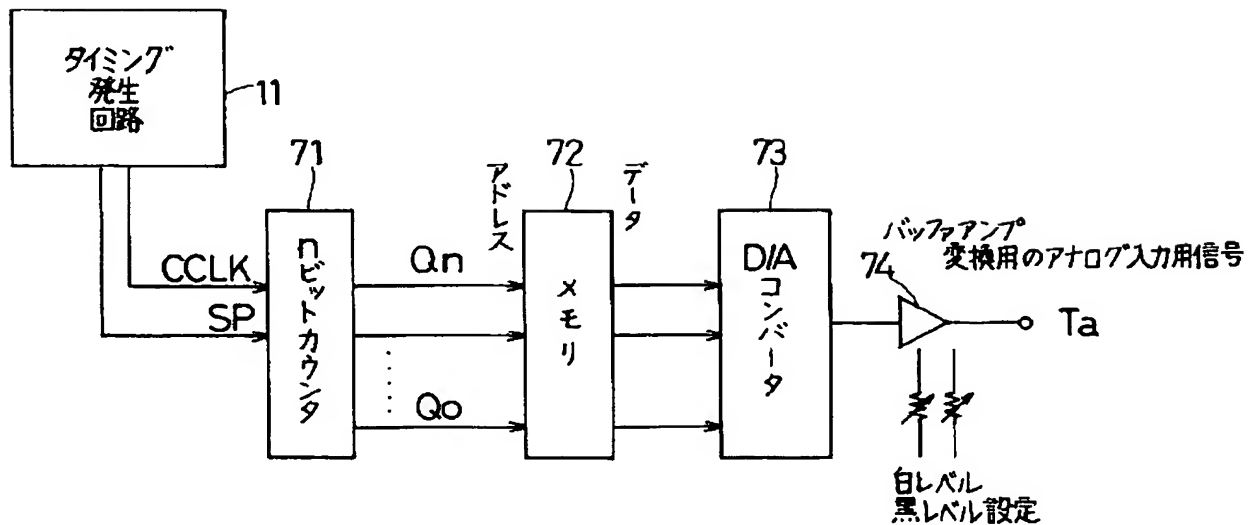 タイミング
発生
回路
11
CCLK
SP
71
nビットカウンタ
Qn
Qo
アドレス
72
メモリ
データ
73
D/A
コンバータ
バッファアンプ
74
変換用のアナログ入力用信号
Ta
白レベル
黒レベル設定